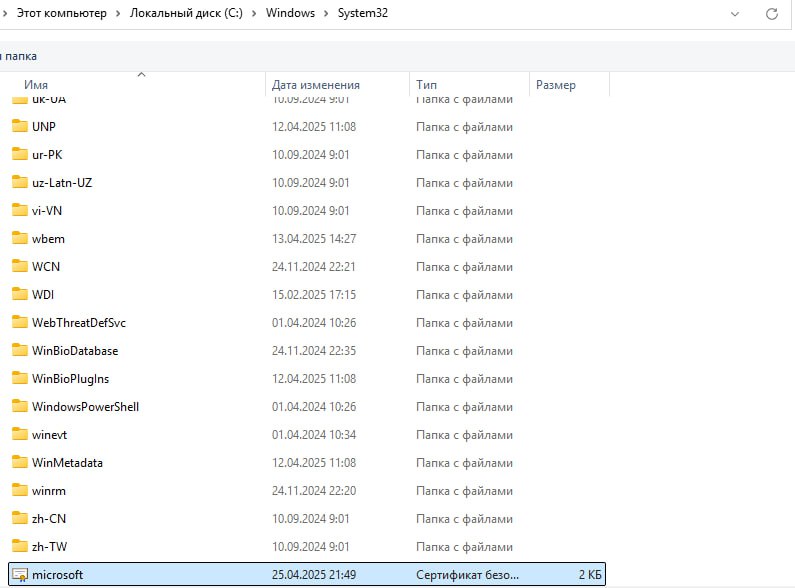 Этот компьютер > Локальный диск (C:) > Windows > System32
папка
Имя Дата изменения Тип Размер
uk-UA 10.09.2024 9:01 Папка с файлами
UNP 12.04.2025 11:08 Папка с файлами
ur-PK 10.09.2024 9:01 Папка с файлами
uz-Latn-UZ 10.09.2024 9:01 Папка с файлами
vi-VN 10.09.2024 9:01 Папка с файлами
wbem 13.04.2025 14:27 Папка с файлами
WCN 24.11.2024 22:21 Папка с файлами
WDI 15.02.2025 17:15 Папка с файлами
WebThreatDefSvc 01.04.2024 10:26 Папка с файлами
WinBioDatabase 24.11.2024 22:35 Папка с файлами
WinBioPlugIns 12.04.2025 11:08 Папка с файлами
WindowsPowerShell 01.04.2024 10:26 Папка с файлами
winevt 01.04.2024 10:34 Папка с файлами
WinMetadata 12.04.2025 11:08 Папка с файлами
winrm 24.11.2024 22:20 Папка с файлами
zh-CN 10.09.2024 9:01 Папка с файлами
zh-TW 10.09.2024 9:01 Папка с файлами
microsoft 25.04.2025 21:49 Сертификат безо... 2 КБ